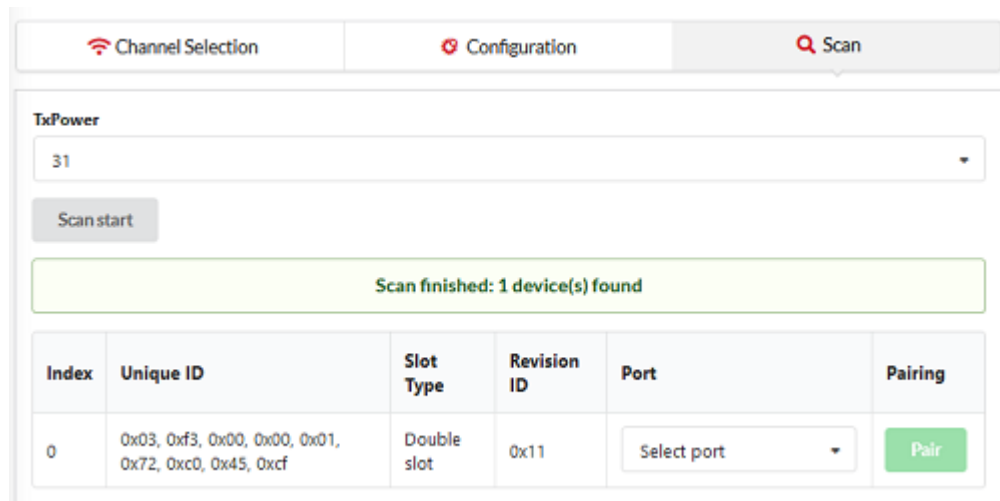 Channel Selection
Configuration
Scan
TxPower
31
Scan start
Scan finished: 1 device(s) found
Index
Unique ID
Slot
Type
Revision
ID
Port
Pairing
0
0x03, 0xf3, 0x00, 0x00, 0x01,
0x72, 0xc0, 0x45, 0xcf
Double
slot
0x11
Select port
Pair